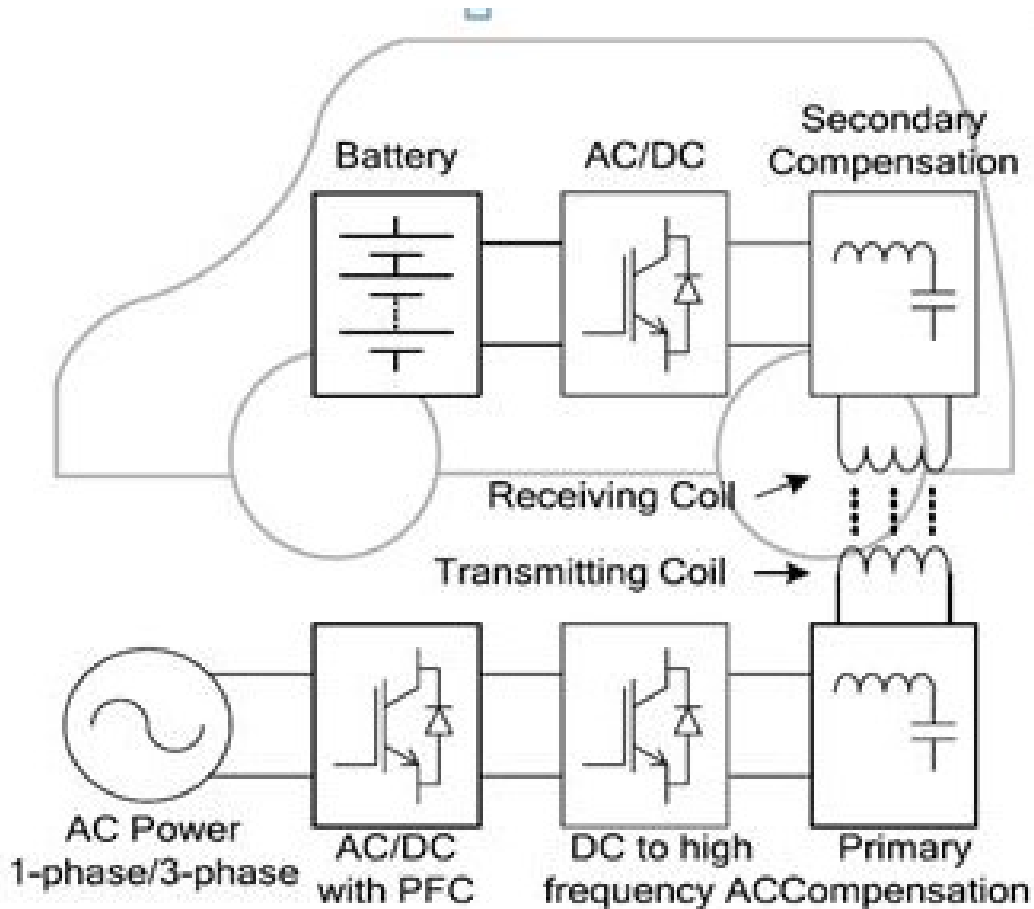 Battery
AC/DC
Secondary
Compensation
Receiving Coil
Transmitting Coil
AC Power
1-phase/3-phase
AC/DC
with PFC
DC to high
frequency AC
Primary
Compensation